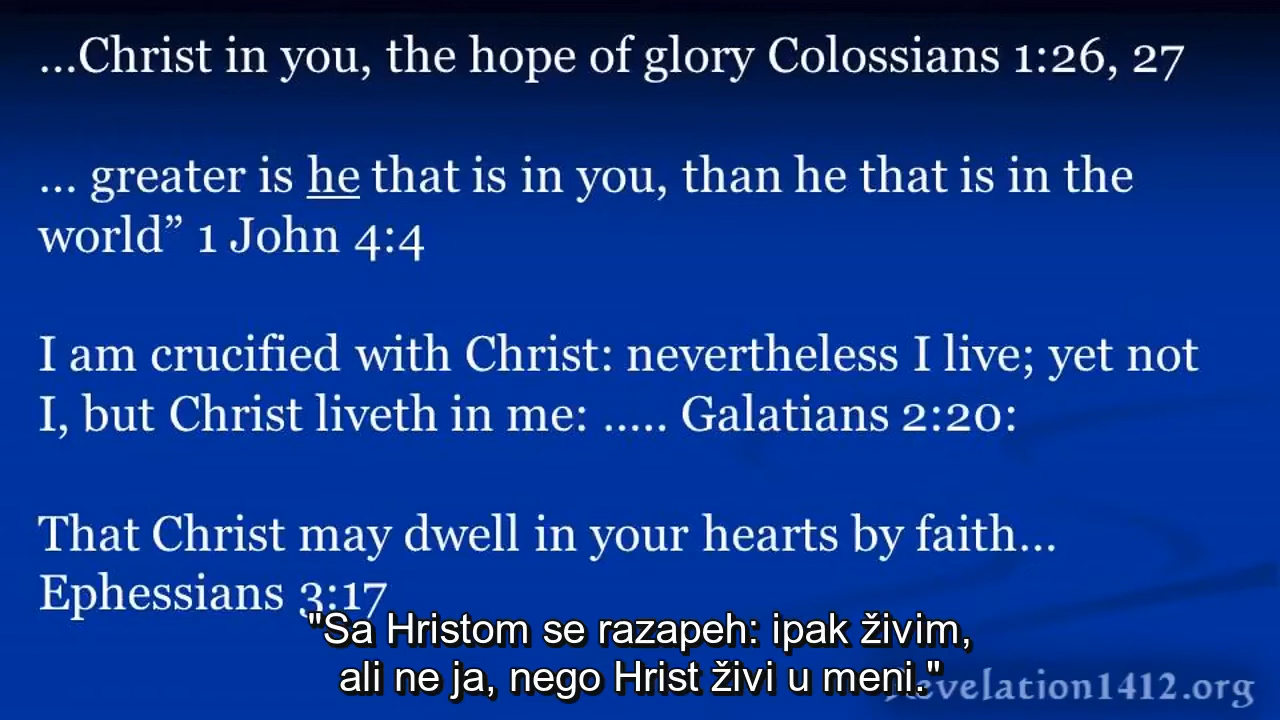 ...Christ in you, the hope of glory Colossians 1:26, 27
... greater is he that is in you, than he that is in the
world” 1 John 4:4
I am crucified with Christ: nevertheless I live; yet not
I, but Christ liveth in me: ..... Galatians 2:20:
That Christ may dwell in your hearts by faith...
Ephessians 3:17
"Sa Hristom se razapeh: ipak živim,
ali ne ja, nego Hrist živi u meni."
Revelation1412.org